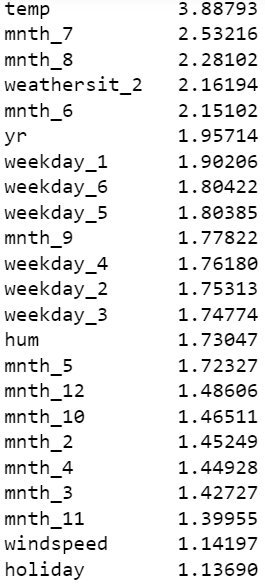 temp 3.88793
mnth_7 2.53216
mnth_8 2.28102
weathersit_2 2.16194
mnth_6 2.15102
yr 1.95714
weekday_1 1.90206
weekday_6 1.80422
weekday_5 1.80385
mnth_9 1.77822
weekday_4 1.76180
weekday_2 1.75313
weekday_3 1.74774
hum 1.73047
mnth_5 1.72327
mnth_12 1.48606
mnth_10 1.46511
mnth_2 1.45249
mnth_4 1.44928
mnth_3 1.42727
mnth_11 1.39955
windspeed 1.14197
holiday 1.13690